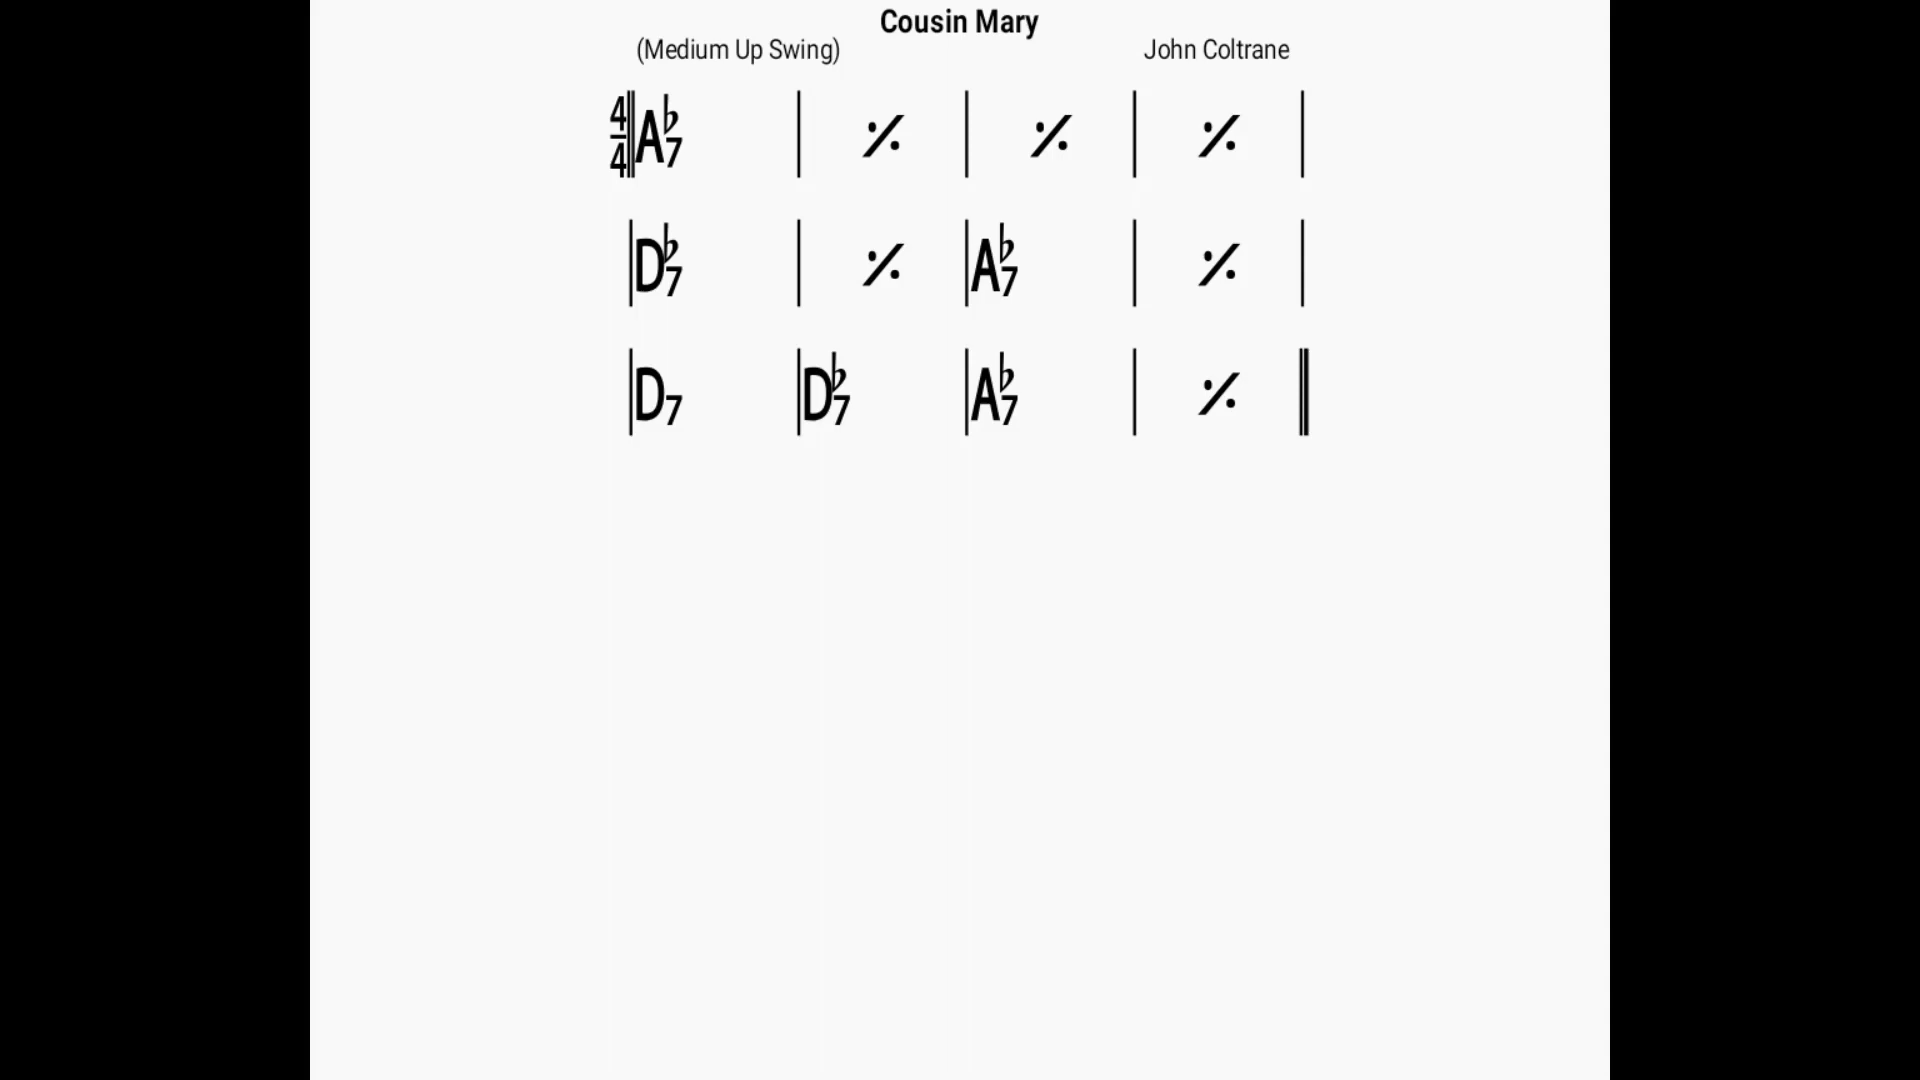 Cousin Mary
(Medium Up Swing) John Coltrane
4/4 A♭7 | 𝄎 | 𝄎 | 𝄎 |
D♭7 | 𝄎 | A♭7 | 𝄎 |
D7 | D♭7 | A♭7 | 𝄎